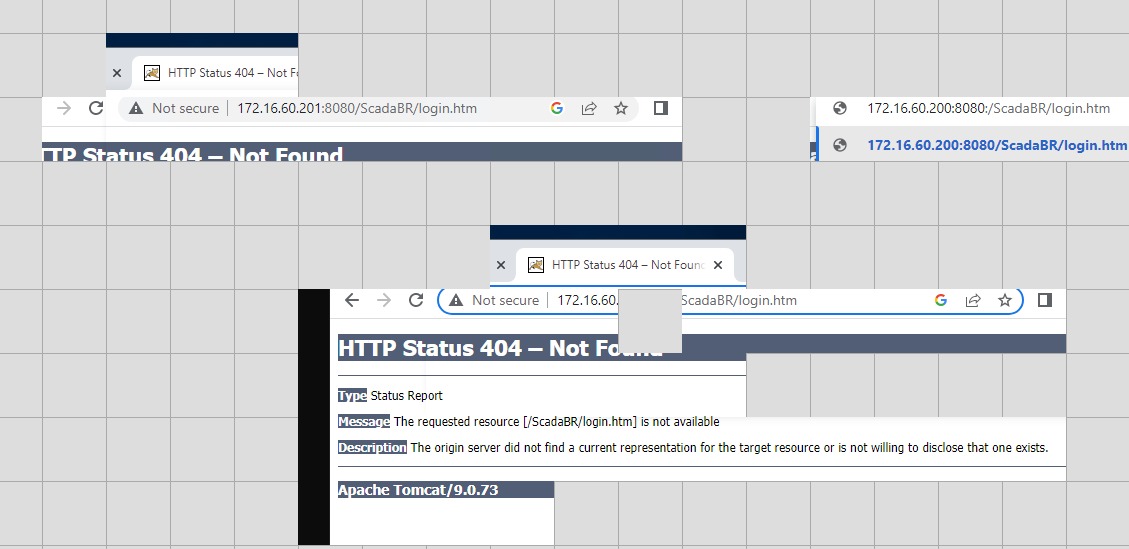 HTTP Status 404 – Not Fo
Not secure 172.16.60.201:8080/ScadaBR/login.htm
TTP Status 404 – Not Found
172.16.60.200:8080:/ScadaBR/login.htm
172.16.60.200:8080/ScadaBR/login.htm
HTTP Status 404 – Not Found
Not secure 172.16.60. ScadaBR/login.htm
HTTP Status 404 – Not Found
Type Status Report
Message The requested resource [/ScadaBR/login.htm] is not available
Description The origin server did not find a current representation for the target resource or is not willing to disclose that one exists.
Apache Tomcat/9.0.73